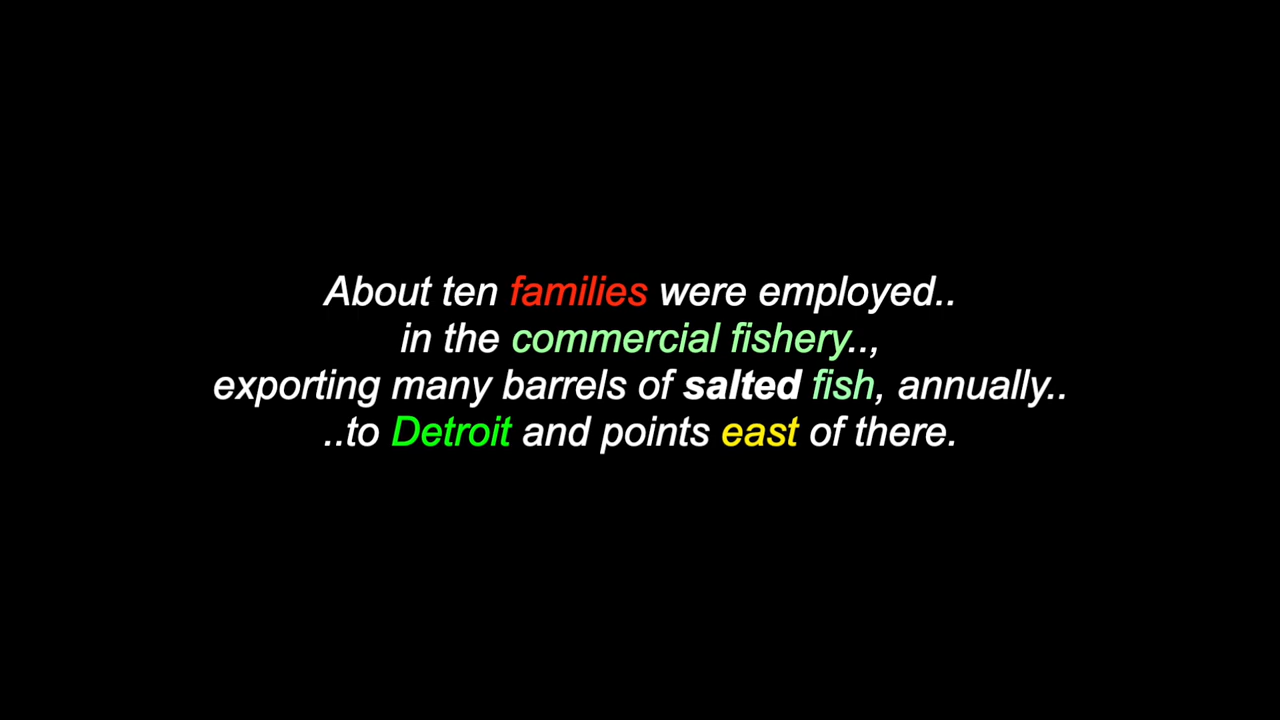 About ten families were employed..
in the commercial fishery..,
exporting many barrels of salted fish, annually..
..to Detroit and points east of there.